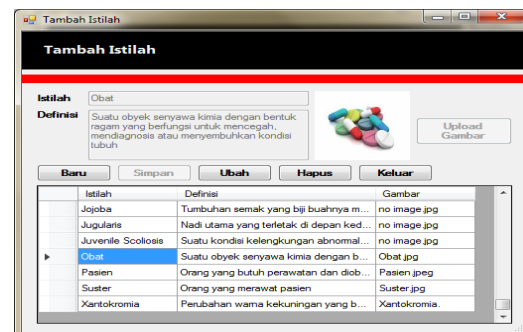 Tambah Istilah
Tambah Istilah
Istilah
Obat
Definisi
Suatu obyek senyawa kimia dengan bentuk
ragam yang berfungsi untuk mencegah,
mendiagnosis atau menyembuhkan kondisi
tubuh
Upload
Gambar
Baru Simpan Ubah Hapus Keluar
Istilah Definisi Gambar
Jojoba Tumbuhan semak yang biji buahnya m... no image.jpg
Jugularis Nadi utama yang terletak di depan ked... no image.jpg
Juvenile Scoliosis Suatu kondisi kelengkungan abnormal... no image.jpg
Obat Suatu obyek senyawa kimia dengan b... Obat.jpg
Pasien Orang yang butuh perawatan dan diob... Pasien.jpeg
Suster Orang yang merawat pasien Suster.jpg
Xantokromia Perubahan warna kekuningan yang b... Xantokromia.